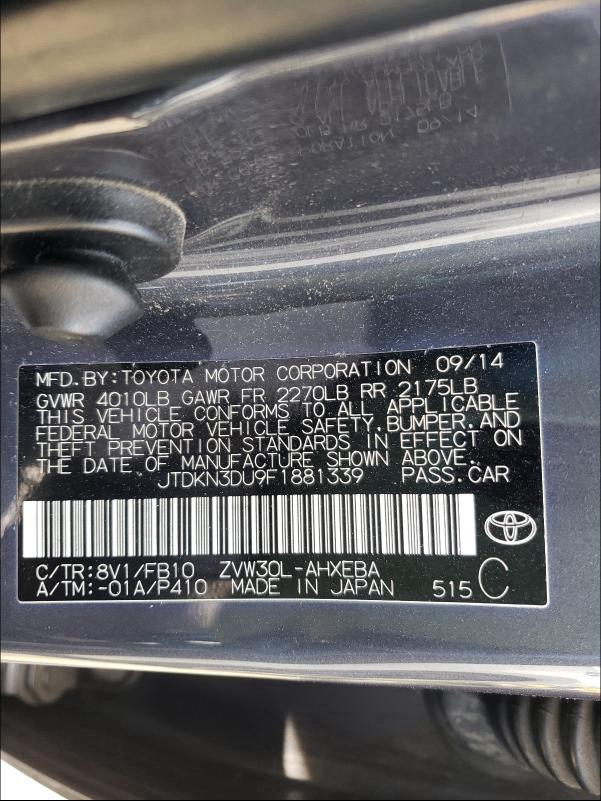 MFD. BY: TOYOTA MOTOR CORPORATION 09/14
GVWR 4010LB GAWR FR 2270LB RR 2175LB
THIS VEHICLE CONFORMS TO ALL APPLICABLE
FEDERAL MOTOR VEHICLE SAFETY, BUMPER, AND
THEFT PREVENTION STANDARDS IN EFFECT ON
THE DATE OF MANUFACTURE SHOWN ABOVE.
JTDKN3DU9F1881339 PASS. CAR
C/TR: 8V1/FB10 ZVW30L-AHXEBA
A/TM: -01A/P410 MADE IN JAPAN 515 C